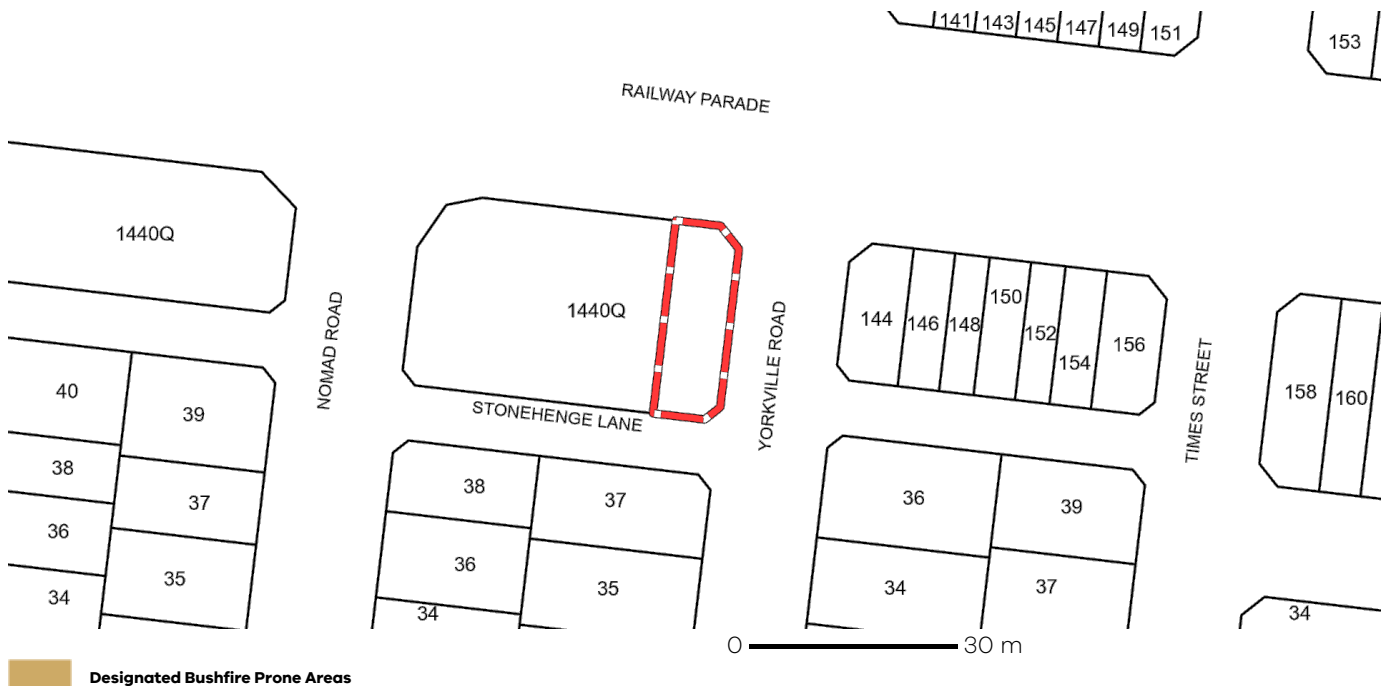 141 143 145 147 149 151
153
RAILWAY PARADE
1440Q
1440Q
NOMAD ROAD
YORKVILLE ROAD
144 146 148 150 152 154 156
TIMES STREET
158 160
40
39
STONEHENGE LANE
38
37
36
35
34
38
37
36
35
34
36
39
34
37
34
0 30 m
Designated Bushfire Prone Areas